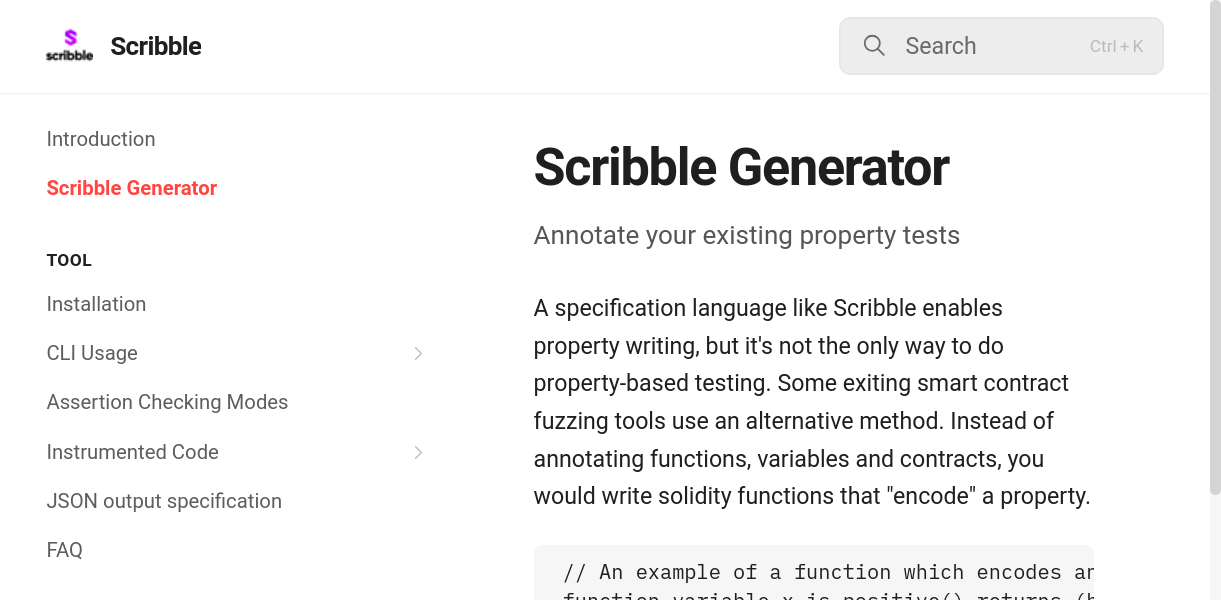 scribble
Scribble
Search
Ctrl + K
Introduction
Scribble Generator
TOOL
Installation
CLI Usage
Assertion Checking Modes
Instrumented Code
JSON output specification
FAQ
Scribble Generator
Annotate your existing property tests
A specification language like Scribble enables
property writing, but it's not the only way to do
property-based testing. Some exiting smart contract
fuzzing tools use an alternative method. Instead of
annotating functions, variables and contracts, you
would write solidity functions that "encode" a property.
// An example of a function which encodes
function variable_x_is_positive() returns